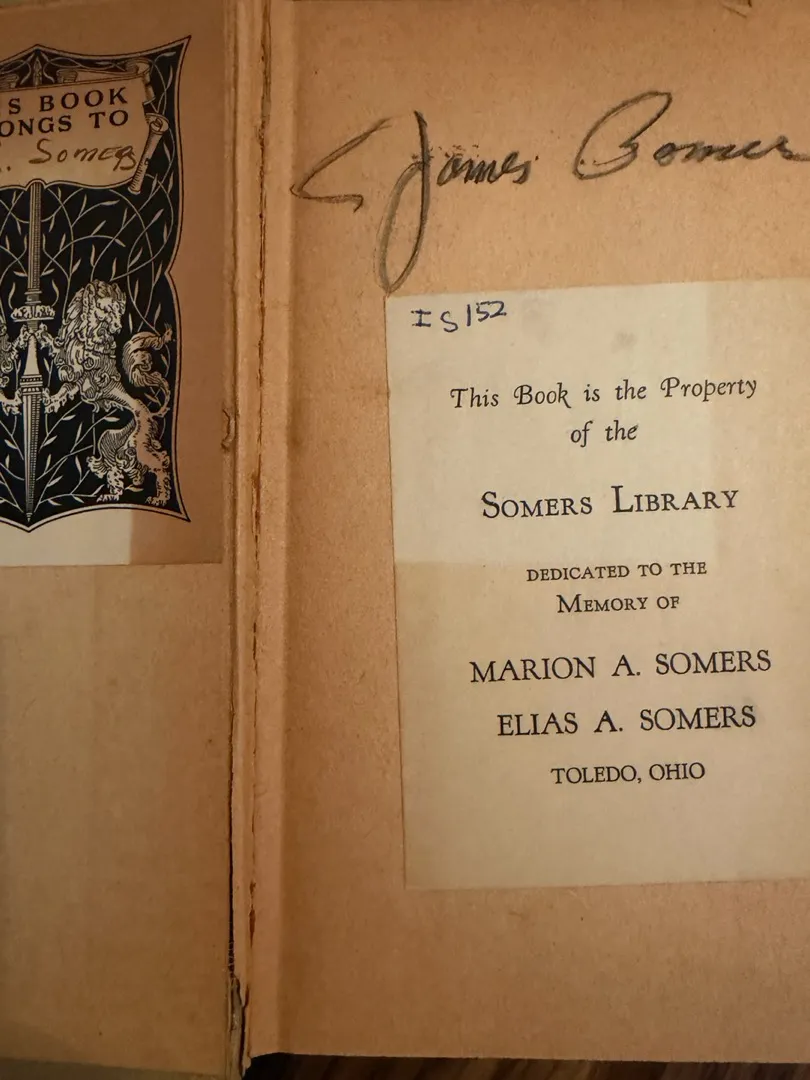 S BOOK
ONGS TO
. Somers
James Somers
IS152
This Book is the Property
of the
SOMERS LIBRARY
DEDICATED TO THE
MEMORY OF
MARION A. SOMERS
ELIAS A. SOMERS
TOLEDO, OHIO